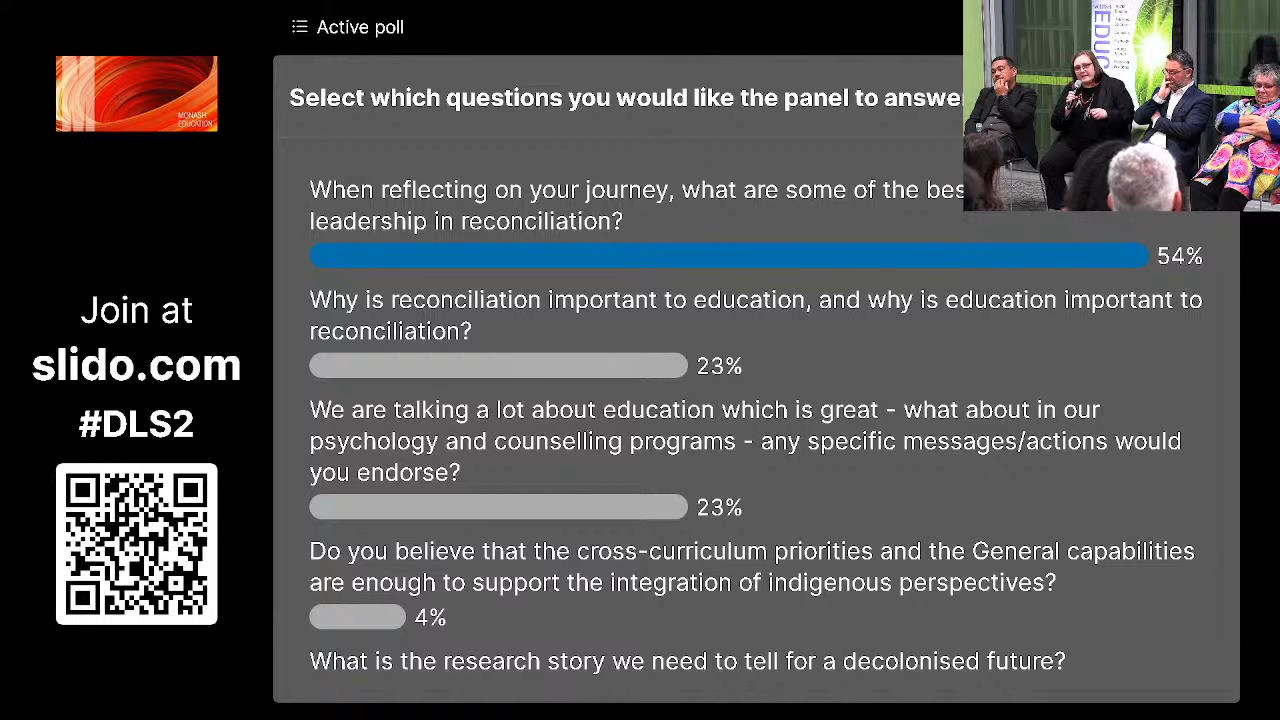 Active poll
MONASH
EDUCATION
Select which questions you would like the panel to answe
When reflecting on your journey, what are some of the bes
leadership in reconciliation?
54%
Why is reconciliation important to education, and why is education important to
reconciliation?
23%
Join at
slido.com
#DLS2
We are talking a lot about education which is great - what about in our
psychology and counselling programs - any specific messages/actions would
you endorse?
23%
Do you believe that the cross-curriculum priorities and the General capabilities
are enough to support the integration of indigenous perspectives?
4%
What is the research story we need to tell for a decolonised future?
EDUC